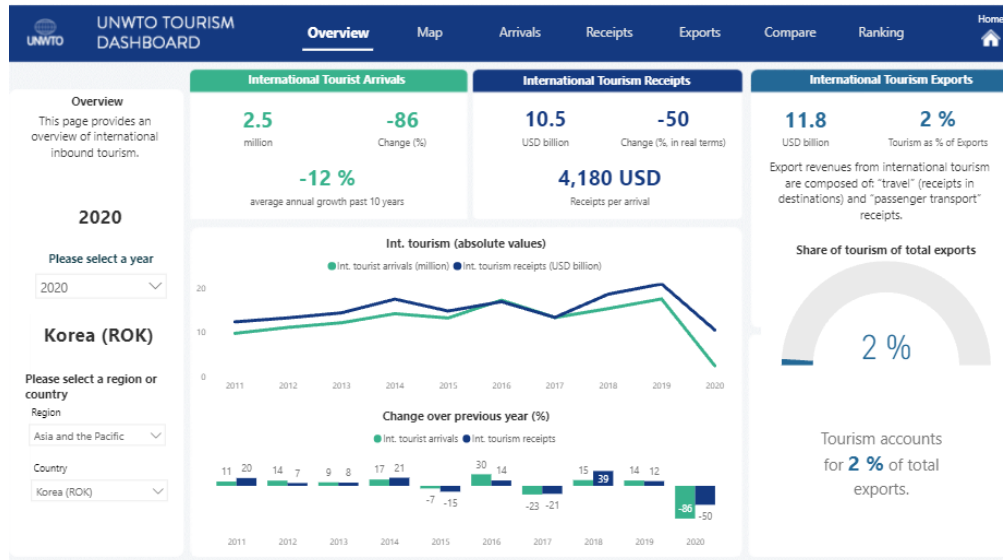 UNWTO
UNWTO TOURISM
DASHBOARD
Overview
Map
Arrivals
Receipts
Exports
Compare
Ranking
Home
Overview
This page provides an
overview of international
inbound tourism.
2020
Please select a year
2020
Korea (ROK)
Please select a region or
country
Region
Asia and the Pacific
Country
Korea (ROK)
International Tourist Arrivals
2.5
million
-86
Change (%)
-12 %
average annual growth past 10 years
International Tourism Receipts
10.5
USD billion
-50
Change (%, in real terms)
4,180 USD
Receipts per arrival
International Tourism Exports
11.8
USD billion
2 %
Tourism as % of Exports
Export revenues from international tourism
are composed of: “travel” (receipts in
destinations) and “passenger transport”
receipts.
Int. tourism (absolute values)
Int. tourist arrivals (million) Int. tourism receipts (USD billion)
20
10
0
2011 2012 2013 2014 2015 2016 2017 2018 2019 2020
Change over previous year (%)
Int. tourist arrivals Int. tourism receipts
11 20 14 7 9 8 17 21 -7 -15 30 14 -23 -21 15 39 14 12 -86 -50
2011 2012 2013 2014 2015 2016 2017 2018 2019 2020
Share of tourism of total exports
2 %
Tourism accounts
for 2 % of total
exports.